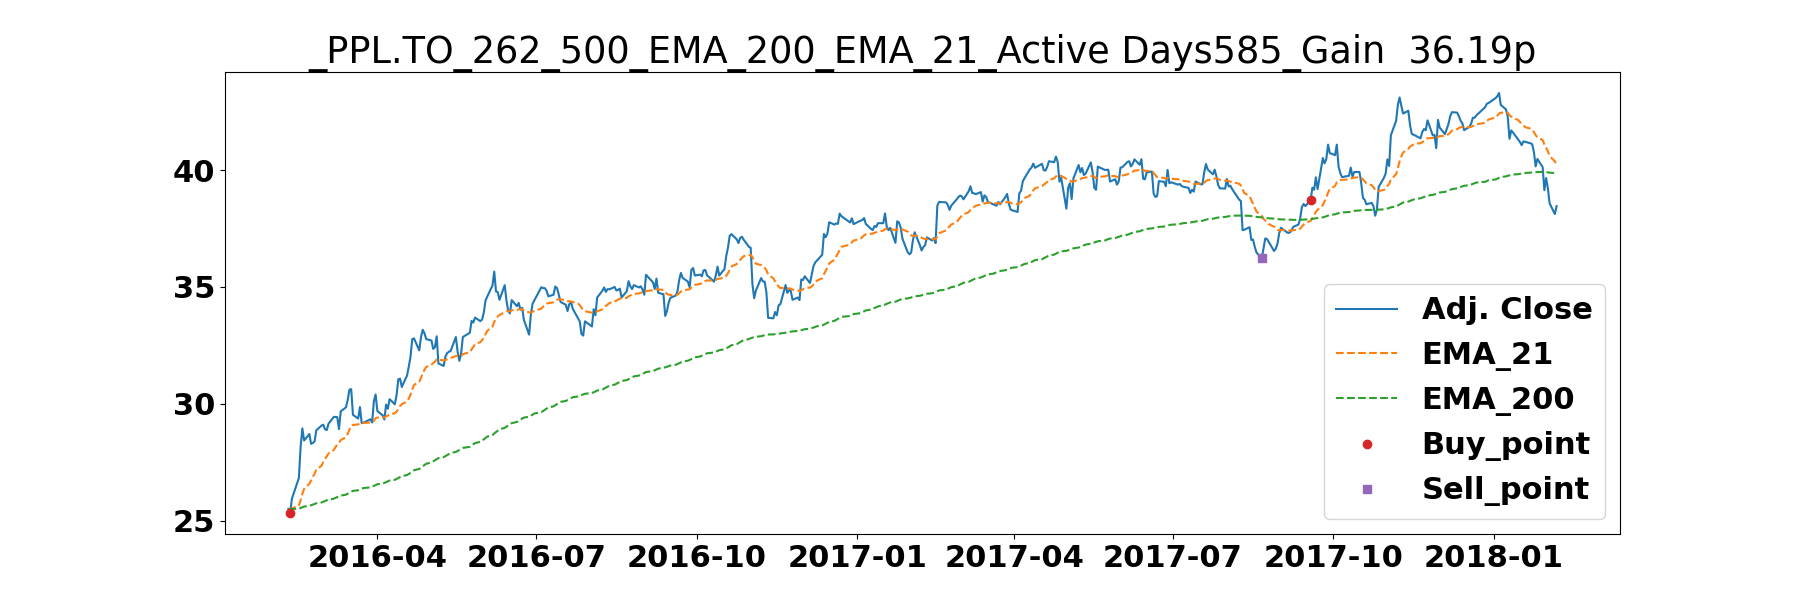 _PPL.TO_262_500_EMA_200_EMA_21_Active Days585_Gain  36.19p
40
35
30
25
Adj. Close
EMA_21
EMA_200
Buy_point
Sell_point
2016-04 2016-07 2016-10 2017-01 2017-04 2017-07 2017-10 2018-01